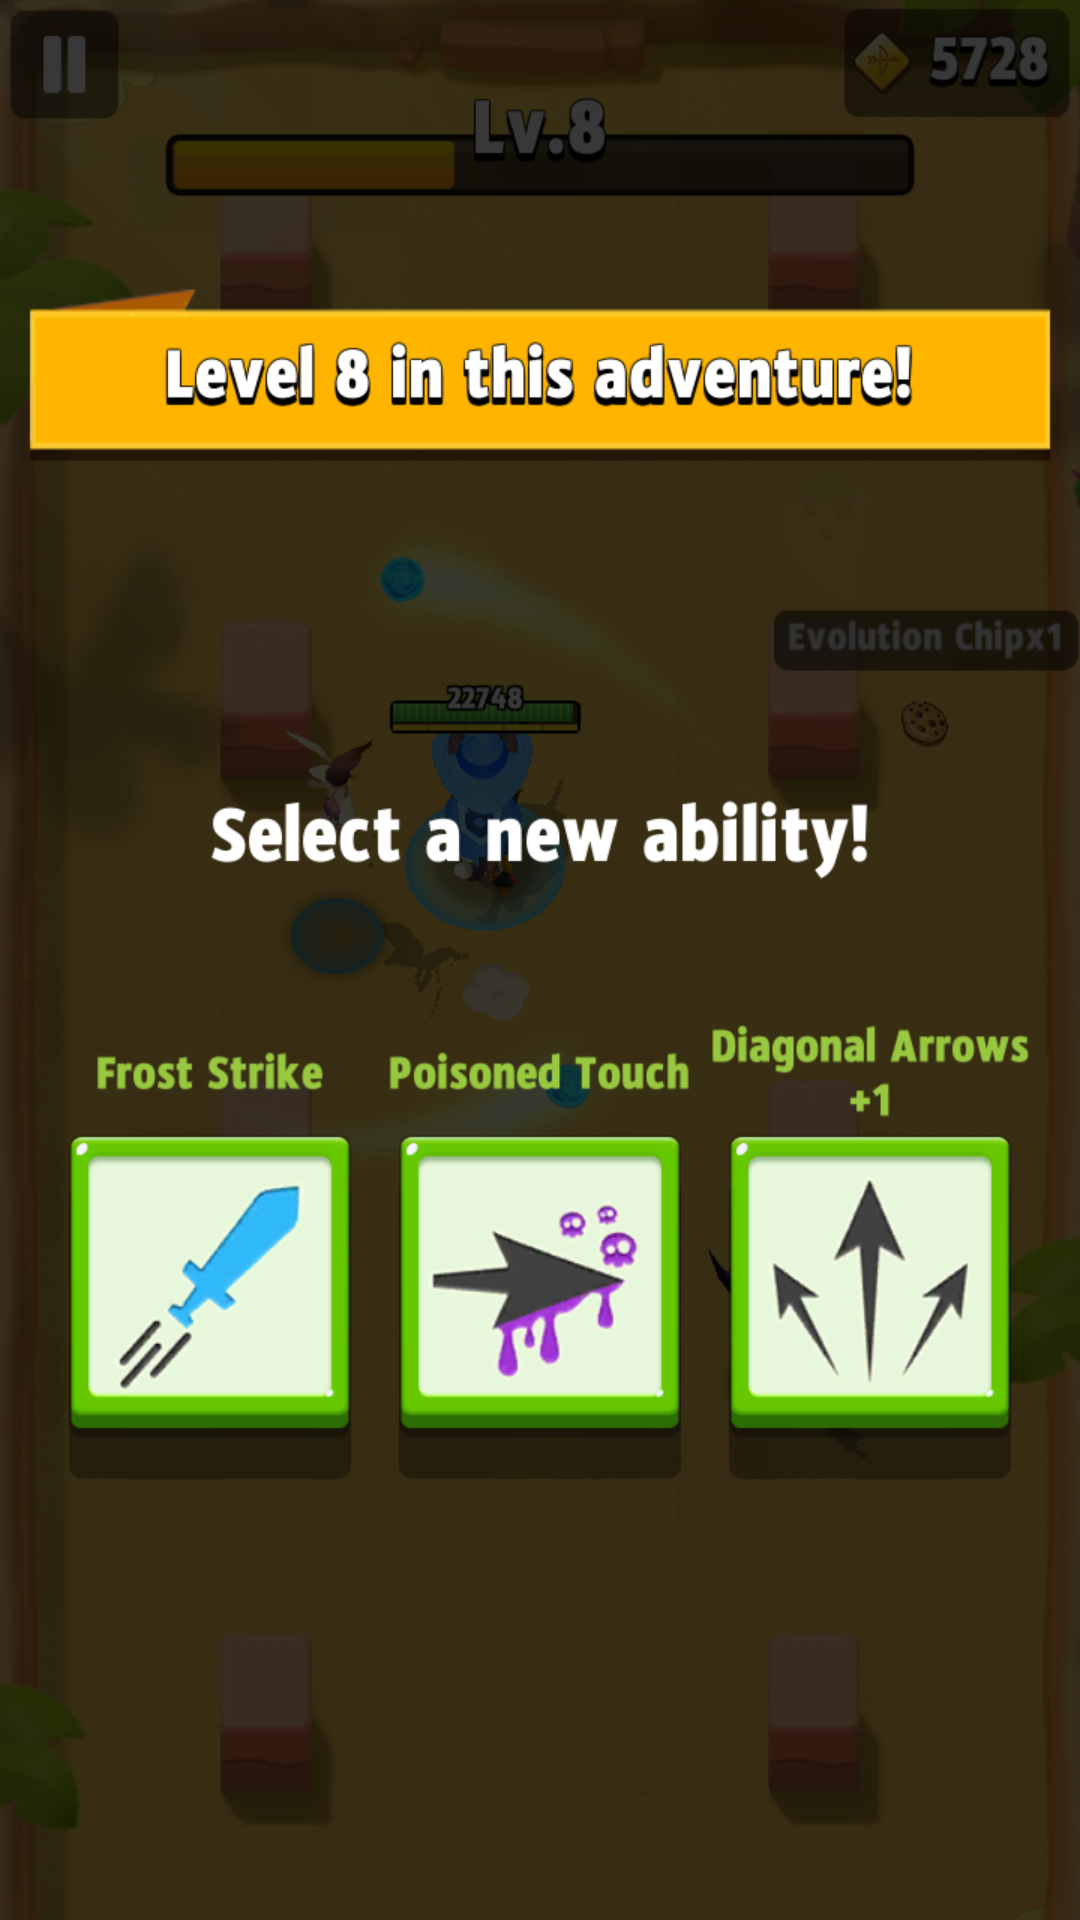 5728
Lv.8
Level 8 in this adventure!
Evolution Chipx1
22748
Select a new ability!
Frost Strike
Poisoned Touch
Diagonal Arrows
+1